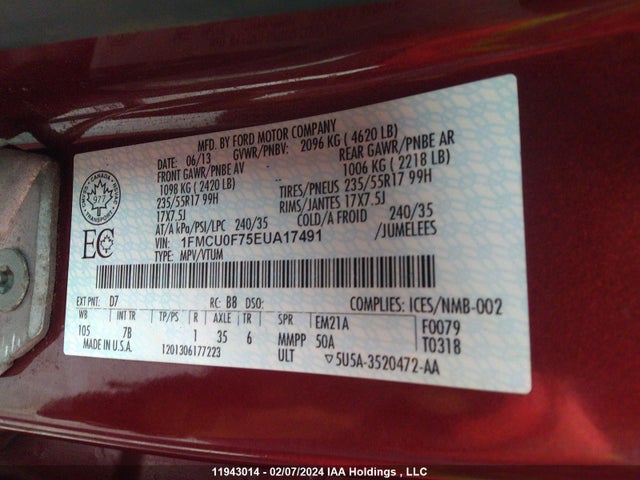 MFD. BY FORD MOTOR COMPANY
DATE: 06/13 GVWR/PNBV: 2096 KG ( 4620 LB)
FRONT GAWR/PNBE AV REAR GAWR/PNBE AR
1098 KG ( 2420 LB) 1006 KG ( 2218 LB)
235/55R17 99H TIRES/PNEUS 235/55R17 99H
17X7.5J RIMS/JANTES 17X7.5J
AT/A kPa/PSI/LPC 240/35 COLD/A FROID 240/35
VIN: 1FMCU0F75EUA17491 /JUMELEES
TYPE: MPV/VTUM
CANADA
977
EC
EXT PNT: D7 RC: B8 DSO: COMPLIES: ICES/NMB-002
WB INT TR TP/PS R AXLE TR SPR EM21A F0079
105 7B 1 35 6 MMPP 50A T0318
MADE IN U.S.A. 1201306177223 ULT ▽5U5A-3520472-AA
11943014 - 02/07/2024 IAA Holdings , LLC